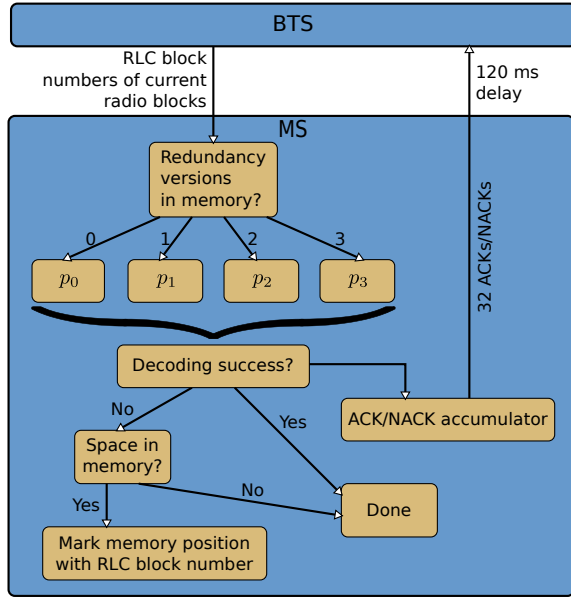 BTS
RLC block
numbers of current
radio blocks
120 ms
delay
MS
Redundancy
versions
in memory?
0
1
2
3
p0
p1
p2
p3
32 ACKs/NACKs
Decoding success?
ACK/NACK accumulator
No
Yes
Space in
memory?
No
Yes
Done
Mark memory position
with RLC block number